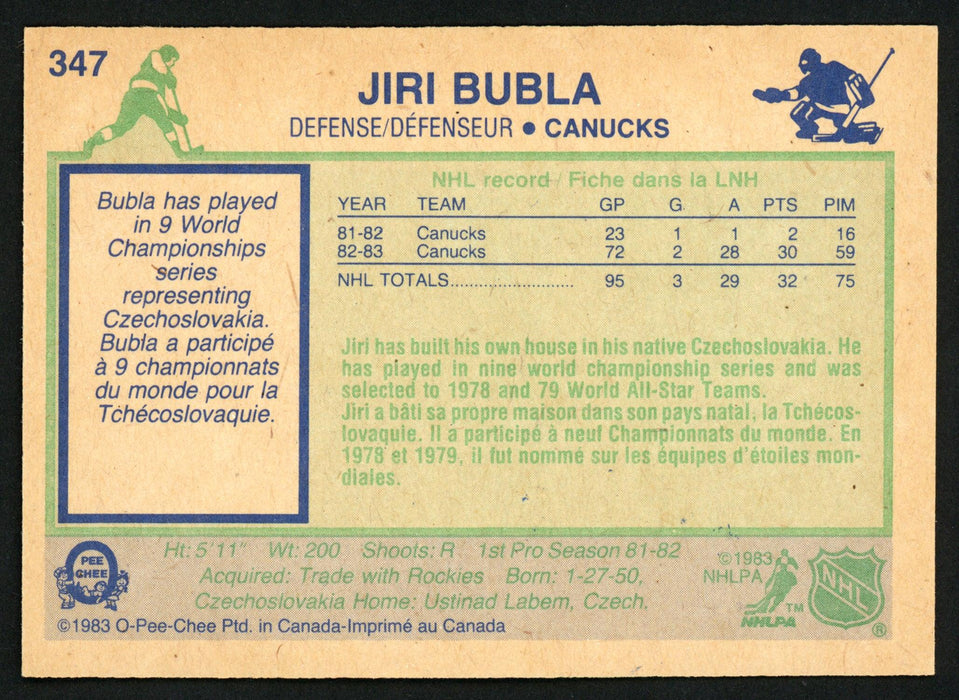 347
JIRI BUBLA
DEFENSE/DÉFENSEUR • CANUCKS
Bubla has played
in 9 World
Championships
series
representing
Czechoslovakia.
Bubla a participé
à 9 championnats
du monde pour la
Tchécoslovaquie.
NHL record / Fiche dans la LNH
YEAR TEAM GP G A PTS PIM
81-82 Canucks 23 1 1 2 16
82-83 Canucks 72 2 28 30 59
NHL TOTALS.......................... 95 3 29 32 75
Jiri has built his own house in his native Czechoslovakia. He
has played in nine world championship series and was
selected to 1978 and 79 World All-Star Teams.
Jiri a bâti sa propre maison dans son pays natal, la Tchécos-
lovaquie. Il a participé à neuf Championnats du monde. En
1978 et 1979, il fut nommé sur les équipes d'étoiles mon-
diales.
O
PEE
CHEE
Ht: 5'11" Wt: 200 Shoots: R 1st Pro Season 81-82
Acquired: Trade with Rockies Born: 1-27-50,
Czechoslovakia Home: Ustinad Labem, Czech.
©1983 O-Pee-Chee Ptd. in Canada-Imprimé au Canada
©1983
NHLPA
TM
NHLPA
NHL
®